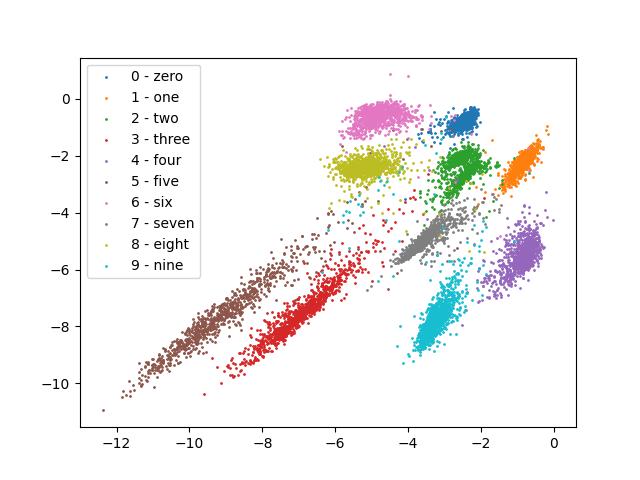 0 - zero
1 - one
2 - two
3 - three
4 - four
5 - five
6 - six
7 - seven
8 - eight
9 - nine
0
−2
−4
−6
−8
−10
−12 −10 −8 −6 −4 −2 0